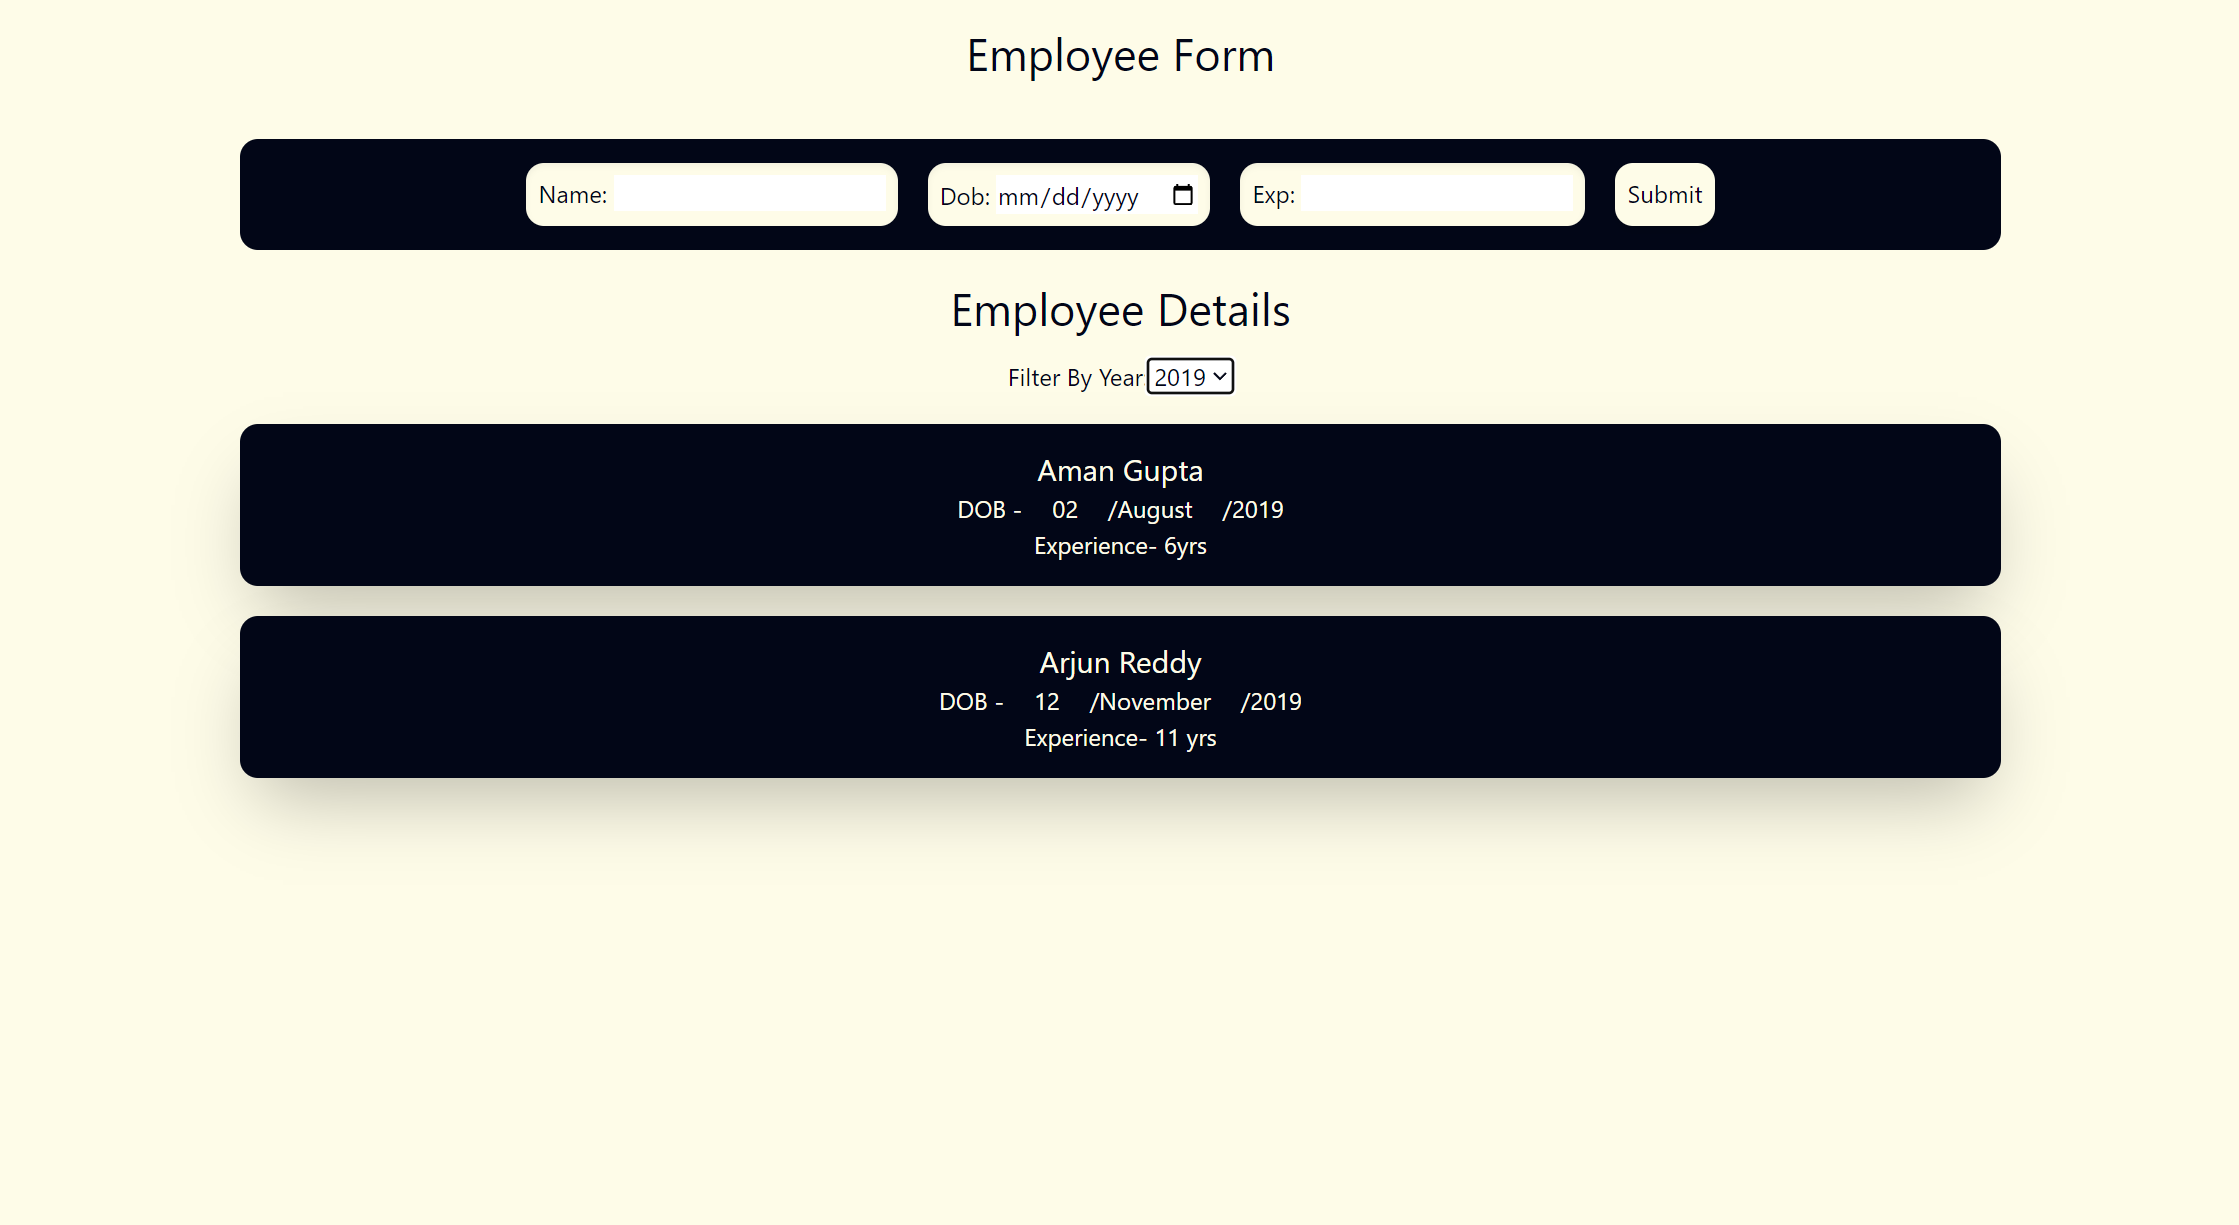 Employee Form
Name: Dob: mm/dd/yyyy Exp: Submit
Employee Details
Filter By Year 2019
Aman Gupta
DOB - 02 /August /2019
Experience- 6yrs
Arjun Reddy
DOB - 12 /November /2019
Experience- 11 yrs